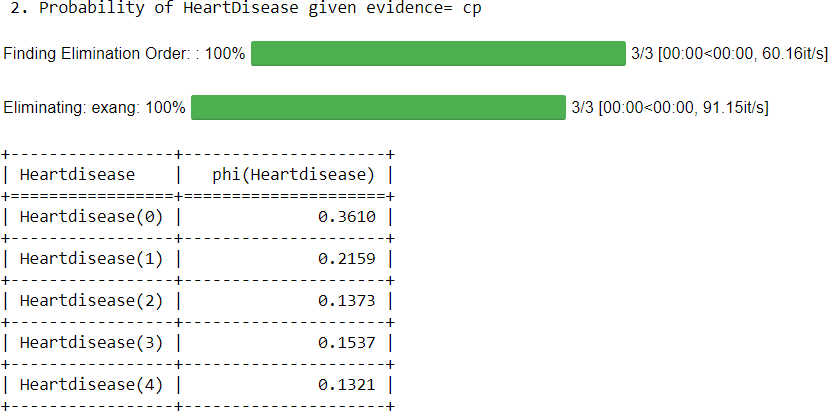 2. Probability of HeartDisease given evidence= cp
Finding Elimination Order: : 100% 3/3 [00:00<00:00, 60.16it/s]
Eliminating: exang: 100% 3/3 [00:00<00:00, 91.15it/s]
+-----------------+---------------------+
| Heartdisease    |   phi(Heartdisease) |
+=================+=====================+
| Heartdisease(0) |              0.3610 |
+-----------------+---------------------+
| Heartdisease(1) |              0.2159 |
+-----------------+---------------------+
| Heartdisease(2) |              0.1373 |
+-----------------+---------------------+
| Heartdisease(3) |              0.1537 |
+-----------------+---------------------+
| Heartdisease(4) |              0.1321 |
+-----------------+---------------------+